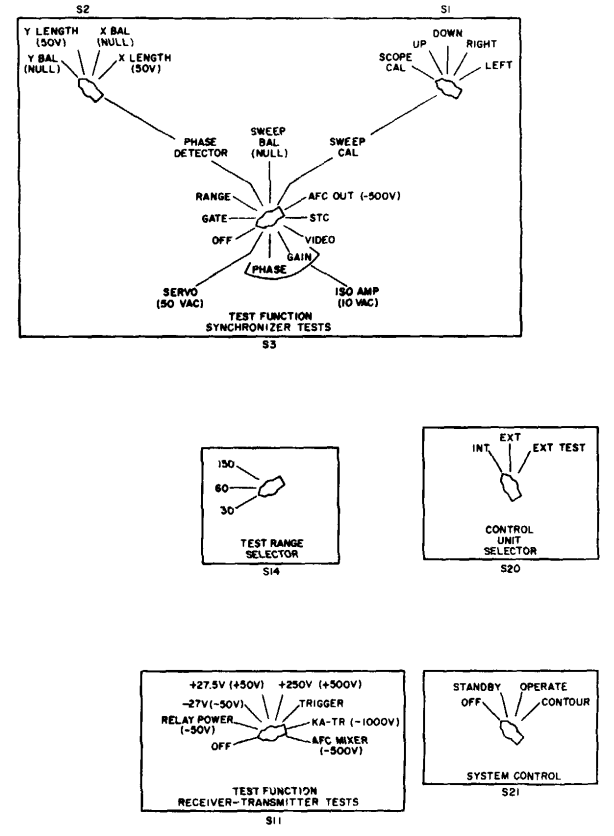 S2
S1
Y LENGTH
(50V)
X BAL
(NULL)
Y BAL
(NULL)
X LENGTH
(50V)
DOWN
UP
RIGHT
SCOPE
CAL
LEFT
PHASE
DETECTOR
SWEEP
BAL
(NULL)
SWEEP
CAL
RANGE
AFC OUT (-500V)
GATE
STC
OFF
VIDEO
GAIN
PHASE
SERVO
(50 VAC)
ISO AMP
(10 VAC)
TEST FUNCTION
SYNCHRONIZER TESTS
S3
150
60
30
TEST RANGE
SELECTOR
S14
EXT
INT
EXT TEST
CONTROL
UNIT
SELECTOR
S20
+27.5V (+50V)
+250V (+500V)
-27V(-50V)
TRIGGER
RELAY POWER
(-50V)
KA-TR (-1000V)
OFF
AFC MIXER
(-500V)
TEST FUNCTION
RECEIVER-TRANSMITTER TESTS
S11
STANDBY
OPERATE
OFF
CONTOUR
SYSTEM CONTROL
S21